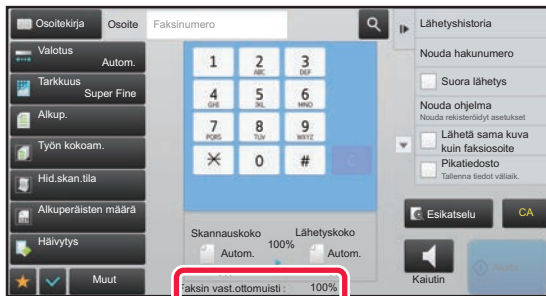 Osoitekirja
Osoite
Faksinumero
Valotus
Autom.
Tarkkuus
Super Fine
Alkup.
Työn kokoam.
Hid.skan.tila
Alkuperäisten määrä
Häivytys
Muut
1
2
ABC
3
DEF
4
GHI
5
JKL
6
MNO
7
PQRS
8
TUV
9
WXYZ
0
#
C
Skannauskoko
Autom.
100%
Lähetyskoko
Autom.
Faksin vast.ottomuisti :
100%
Lähetyshistoria
Nouda hakunumero
Suora lähetys
Nouda ohjelma
Nouda rekisteröidyt asetukset
Lähetä sama kuva
kuin faksiosoite
Pikatiedosto
Tallenna tiedot väliaik.
Esikatselu
CA
Kaiutin
Aloita